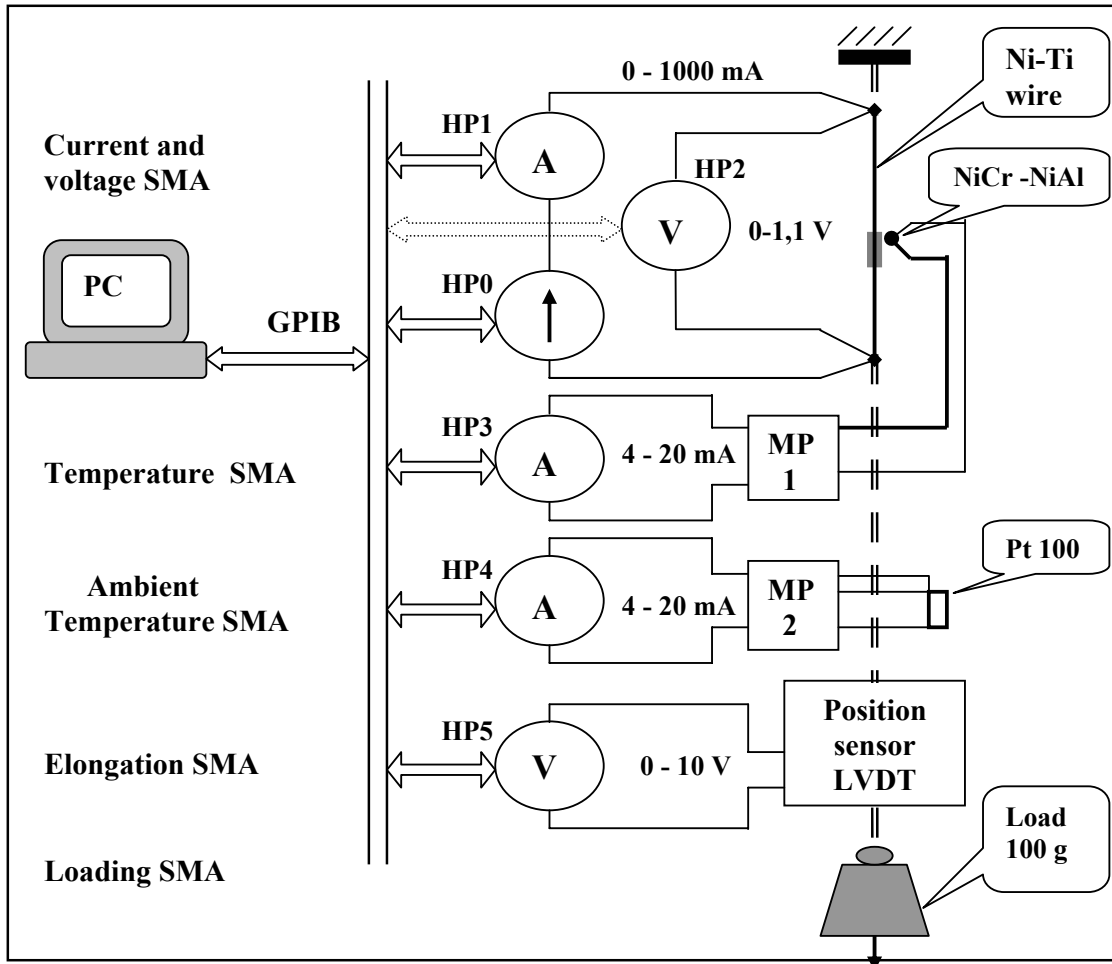 0 - 1000 mA
Ni-Ti
wire
HP1
Current and
voltage SMA
A
HP2
NiCr -NiAl
V
0-1,1 V
PC
HP0
GPIB
HP3
Temperature SMA
A
4 - 20 mA
MP
1
Pt 100
HP4
Ambient
Temperature SMA
A
4 - 20 mA
MP
2
HP5
Elongation SMA
V
0 - 10 V
Position
sensor
LVDT
Load
100 g
Loading SMA